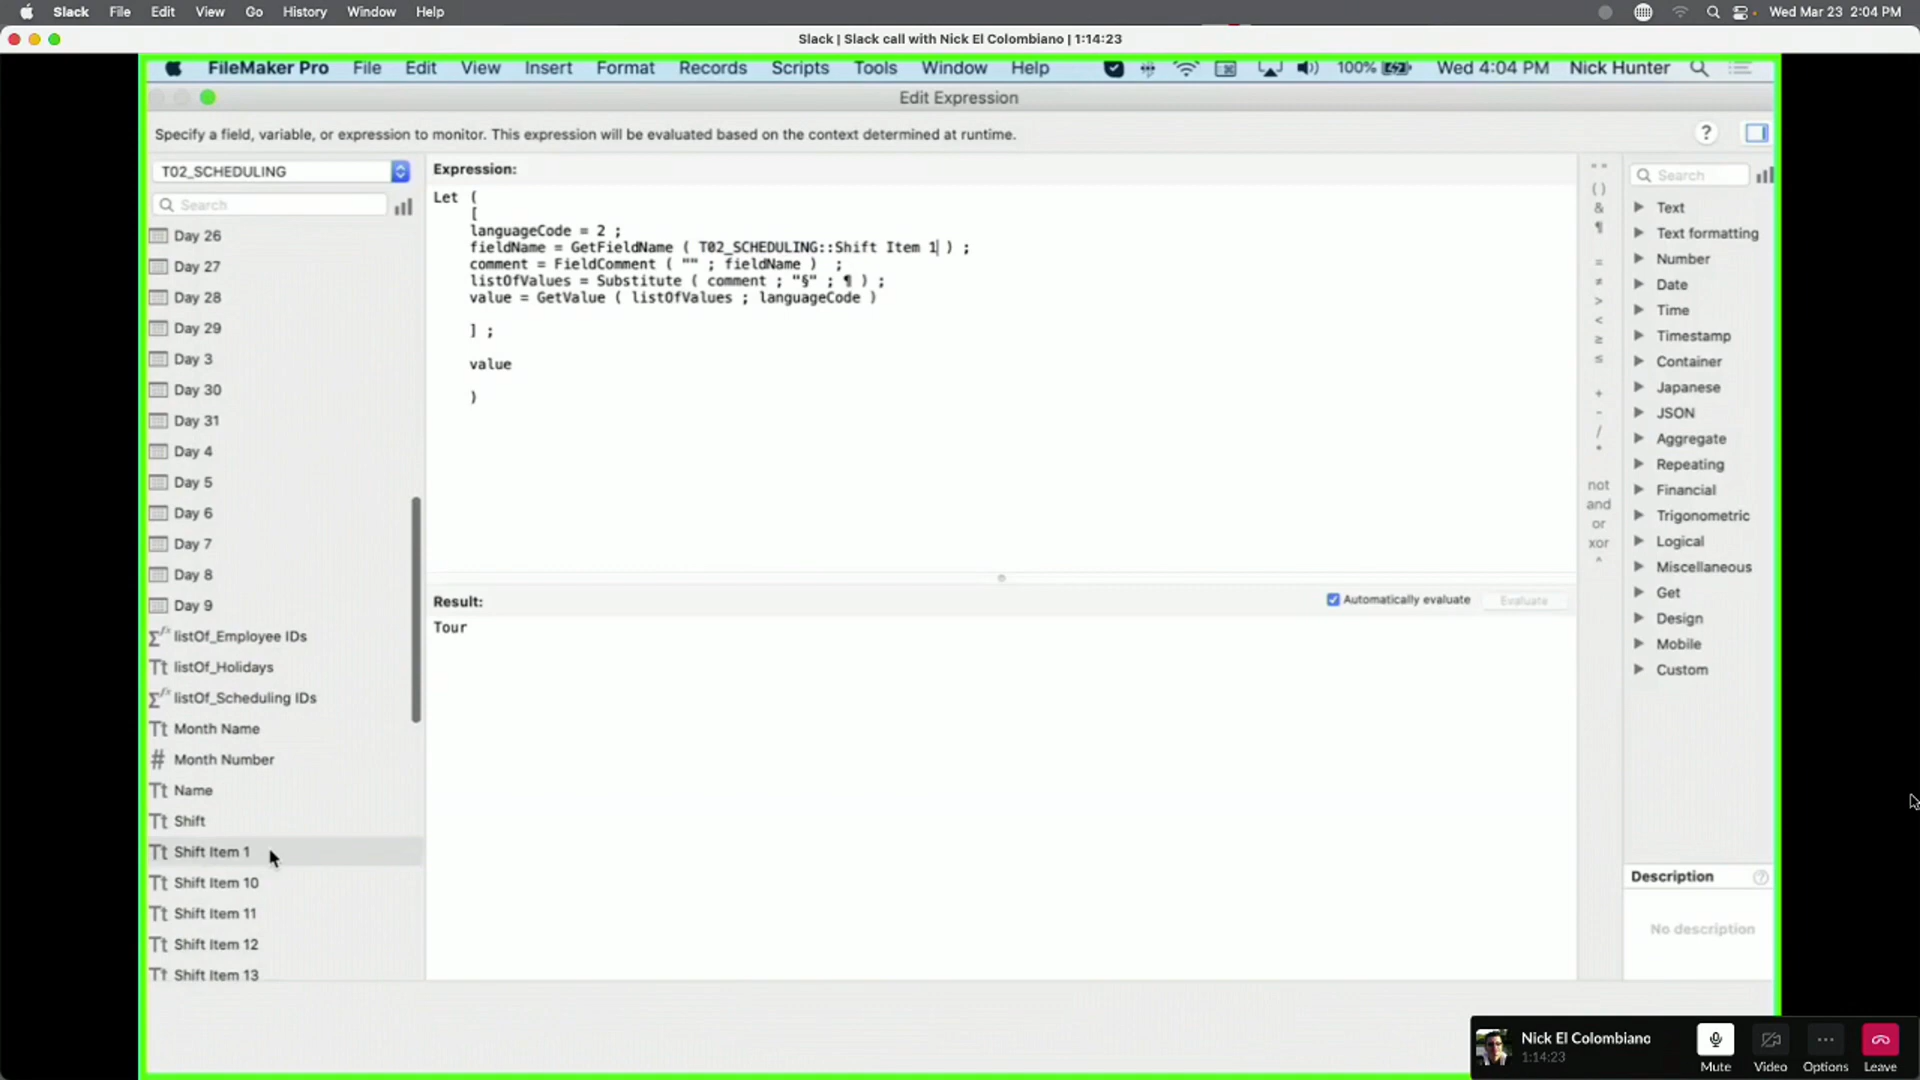 Slack File Edit View Go History Window Help Wed Mar 23 2:04 PM
Slack | Slack call with Nick El Colombiano | 1:14:23
FileMaker Pro File Edit View Insert Format Records Scripts Tools Window Help 100% Wed 4:04 PM Nick Hunter
Edit Expression
Specify a field, variable, or expression to monitor. This expression will be evaluated based on the context determined at runtime. ?
T02_SCHEDULING
Search
Day 26
Day 27
Day 28
Day 29
Day 3
Day 30
Day 31
Day 4
Day 5
Day 6
Day 7
Day 8
Day 9
listOf_Employee IDs
Tt listOf_Holidays
listOf_Scheduling IDs
Tt Month Name
# Month Number
Tt Name
Tt Shift
Tt Shift Item 1
Tt Shift Item 10
Tt Shift Item 11
Tt Shift Item 12
Tt Shift Item 13
Expression:
Let (
[
languageCode = 2 ;
fieldName = GetFieldName ( T02_SCHEDULING::Shift Item 1 ) ;
comment = FieldComment ( "" ; fieldName ) ;
listOfValues = Substitute ( comment ; "§" ; ¶ ) ;
value = GetValue ( listOfValues ; languageCode )
] ;
value
)
Result:
Automatically evaluate
Evaluate
Tour
" "
( )
&
¶
=
≠
>
<
≥
≤
+
-
/
*
not
and
or
xor
^
Search
Text
Text formatting
Number
Date
Time
Timestamp
Container
Japanese
JSON
Aggregate
Repeating
Financial
Trigonometric
Logical
Miscellaneous
Get
Design
Mobile
Custom
Description ?
No description
Nick El Colombiano
1:14:23
Mute Video Options Leave